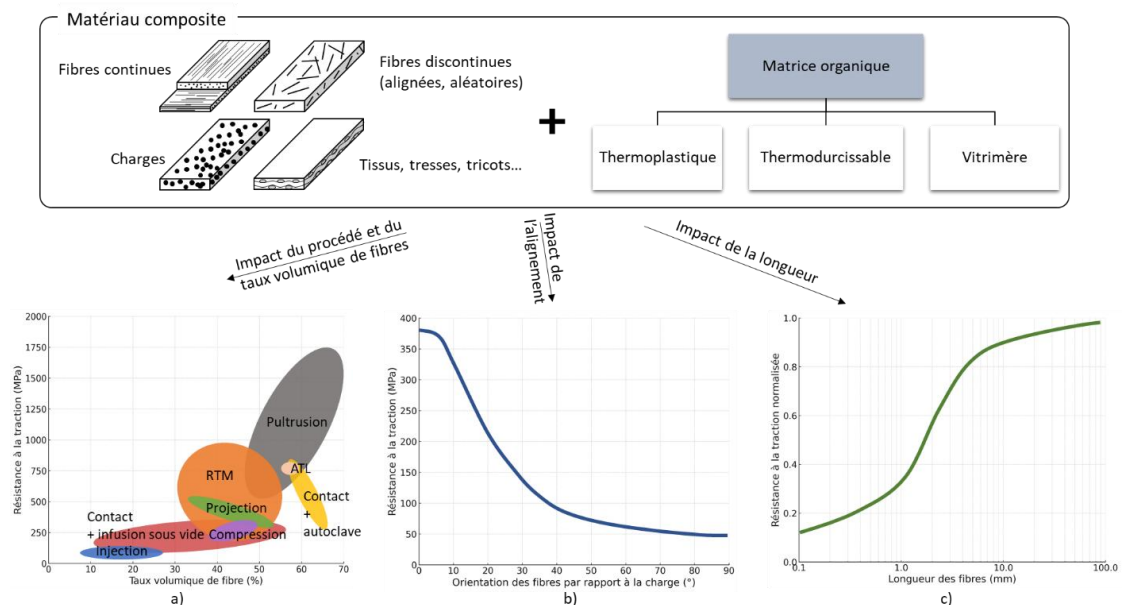 Matériau composite
Fibres continues
Fibres discontinues
(alignées, aléatoires)
Charges
Tissus, tresses, tricots...
+
Matrice organique
Thermoplastique
Thermodurcissable
Vitrimère
Impact du procédé et du
taux volumique de fibres
Impact de
l'alignement
Impact de la longueur
Résistance à la traction (MPa)
2000
1750
1500
1250
1000
750
500
250
0
Pultrusion
RTM
ATL
Projection
Contact
+
autoclave
Contact
+ infusion sous vide
Compression
Injection
0 10 20 30 40 50 60 70
Taux volumique de fibre (%)
a)
Résistance à la traction (MPa)
400
350
300
250
200
150
100
50
0
0 10 20 30 40 50 60 70 80 90
Orientation des fibres par rapport à la charge (°)
b)
Résistance à la traction normalisée
1.0
0.8
0.6
0.4
0.2
0.0
0.1 1.0 10.0 100.0
Longueur des fibres (mm)
c)